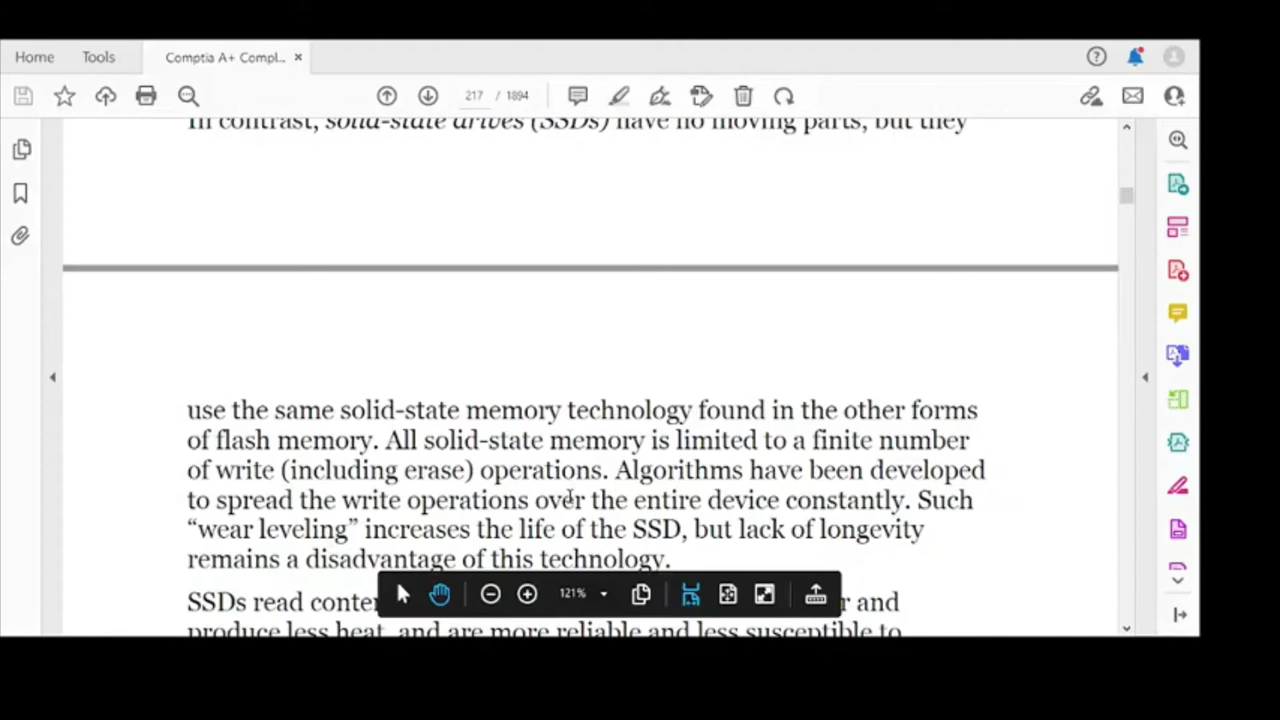 Home Tools Comptia A+ Compl...
217 / 1894
In contrast, solid-state drives (SSDs) have no moving parts, but they
use the same solid-state memory technology found in the other forms
of flash memory. All solid-state memory is limited to a finite number
of write (including erase) operations. Algorithms have been developed
to spread the write operations over the entire device constantly. Such
“wear leveling” increases the life of the SSD, but lack of longevity
remains a disadvantage of this technology.
121%
SSDs read conten r and
produce less heat, and are more reliable and less susceptible to